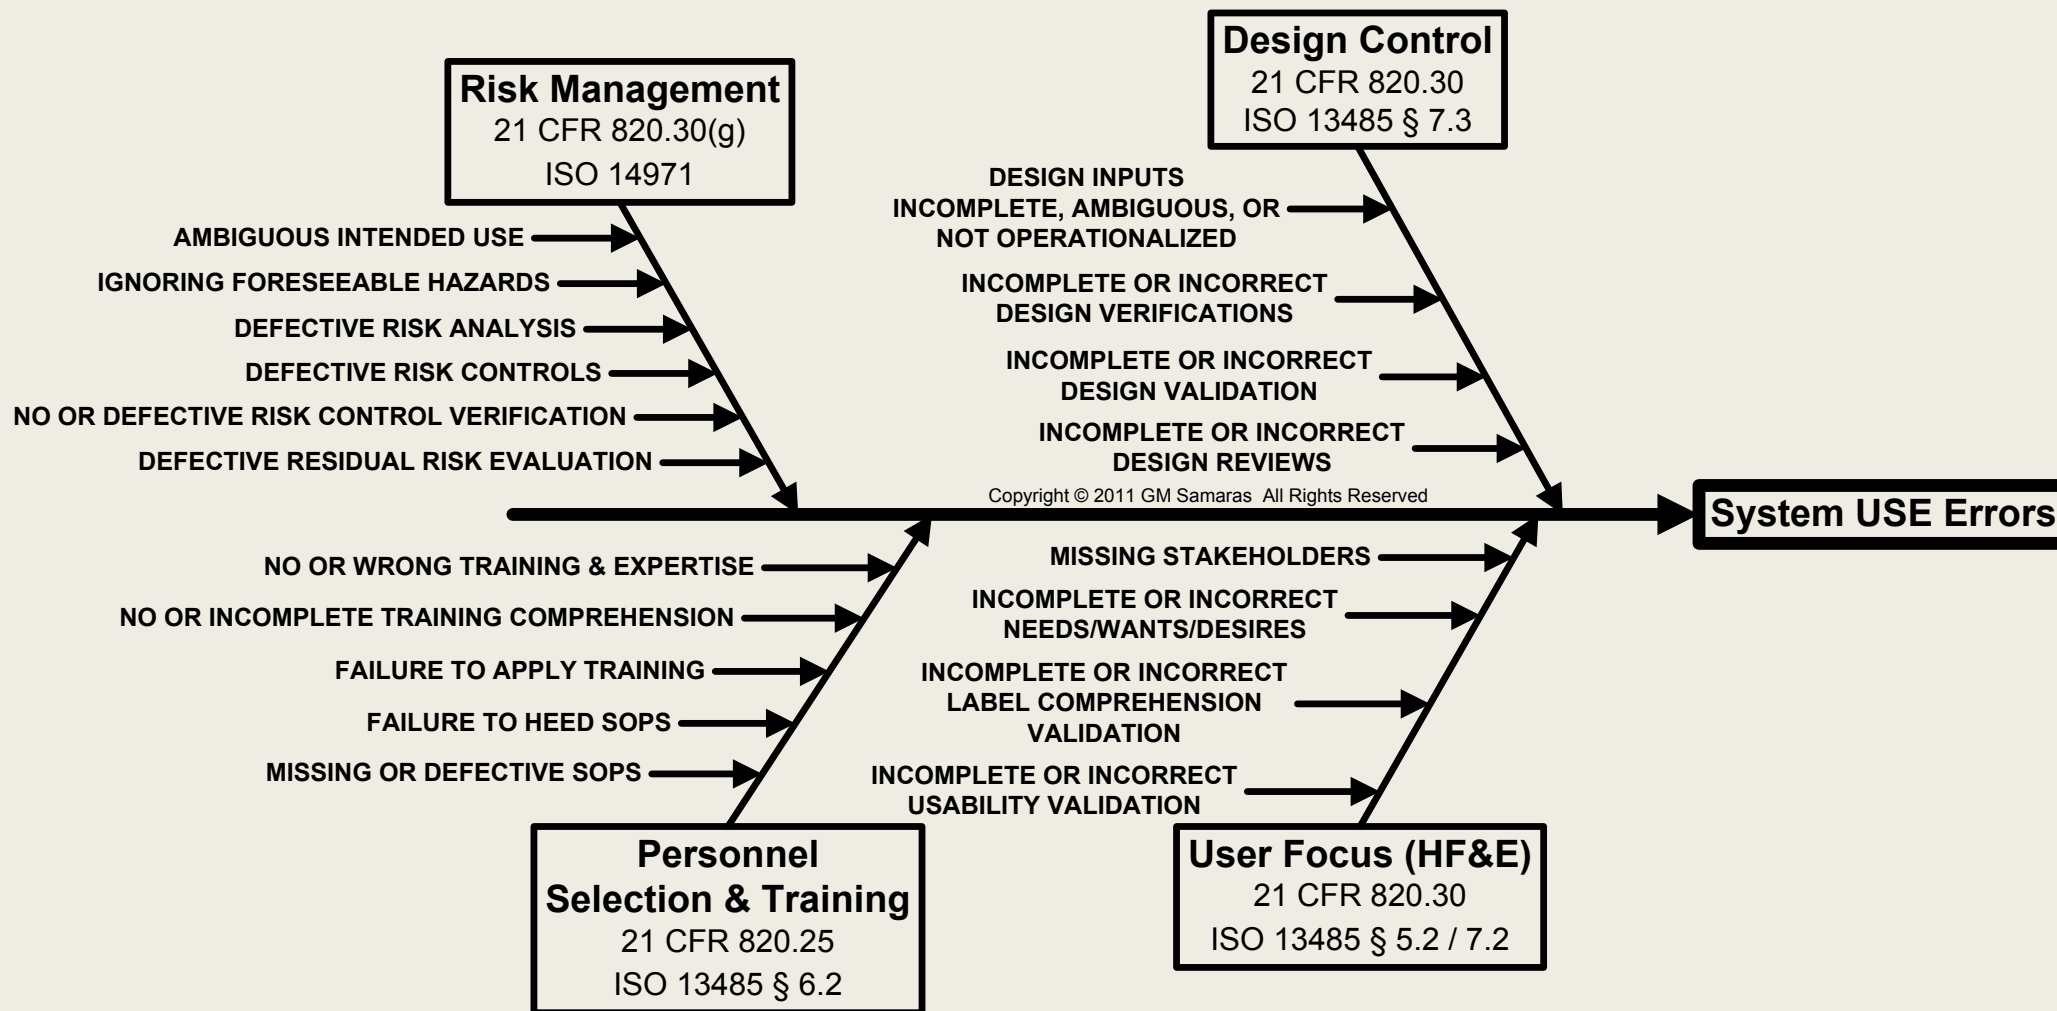 Design Control
21 CFR 820.30
ISO 13485 § 7.3
Risk Management
21 CFR 820.30(g)
ISO 14971
AMBIGUOUS INTENDED USE
IGNORING FORESEEABLE HAZARDS
DEFECTIVE RISK ANALYSIS
DEFECTIVE RISK CONTROLS
NO OR DEFECTIVE RISK CONTROL VERIFICATION
DEFECTIVE RESIDUAL RISK EVALUATION
DESIGN INPUTS
INCOMPLETE, AMBIGUOUS, OR
NOT OPERATIONALIZED
INCOMPLETE OR INCORRECT
DESIGN VERIFICATIONS
INCOMPLETE OR INCORRECT
DESIGN VALIDATION
INCOMPLETE OR INCORRECT
DESIGN REVIEWS
Copyright © 2011 GM Samaras All Rights Reserved
System USE Errors
NO OR WRONG TRAINING & EXPERTISE
NO OR INCOMPLETE TRAINING COMPREHENSION
FAILURE TO APPLY TRAINING
FAILURE TO HEED SOPS
MISSING OR DEFECTIVE SOPS
MISSING STAKEHOLDERS
INCOMPLETE OR INCORRECT
NEEDS/WANTS/DESIRES
INCOMPLETE OR INCORRECT
LABEL COMPREHENSION
VALIDATION
INCOMPLETE OR INCORRECT
USABILITY VALIDATION
Personnel
Selection & Training
21 CFR 820.25
ISO 13485 § 6.2
User Focus (HF&E)
21 CFR 820.30
ISO 13485 § 5.2 / 7.2